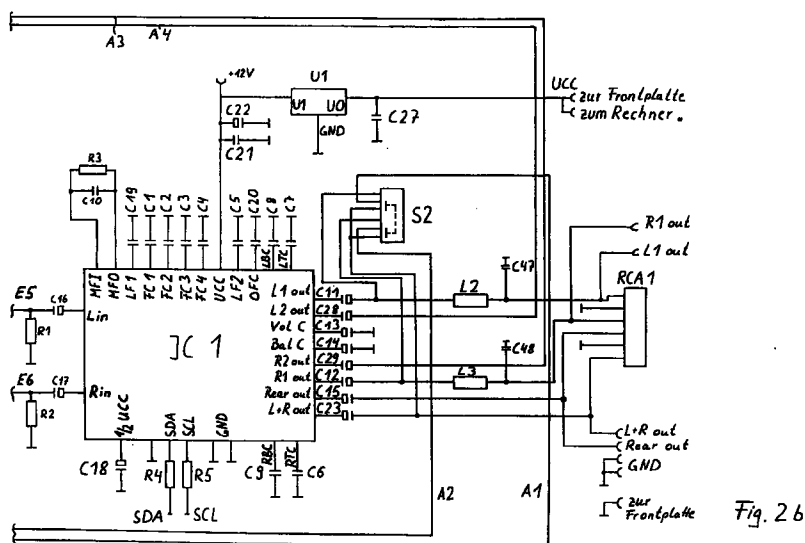 A3
A4
+12V
U1
U1 UO
GND
UCC
zur Frontplatte
zum Rechner.
C22
C21
C27
R3
C10
C19
C1
C2
C3
C4
C5
C20
C8
C7
LBC
LTC
S2
MFI
MFO
LF1
FC1
FC2
FC3
FC4
UCC
LF2
OFC
R1 out
L1 out
RCA1
C47
L2
E5
C16
Lin
R1
IC 1
L1 out C11
L2 out C28
Vol C C13
Bal C C14
R2 out C29
R1 out C12
Rear out C15
L+R out C23
C48
L3
E6
C17
Rin
R2
1/2 UCC
SDA
SCL
GND
RBC
RTC
C18
R4
R5
C9
C6
SDA
SCL
A2
A1
L+R out
Rear out
GND
zur
Frontplatte
Fig. 2b